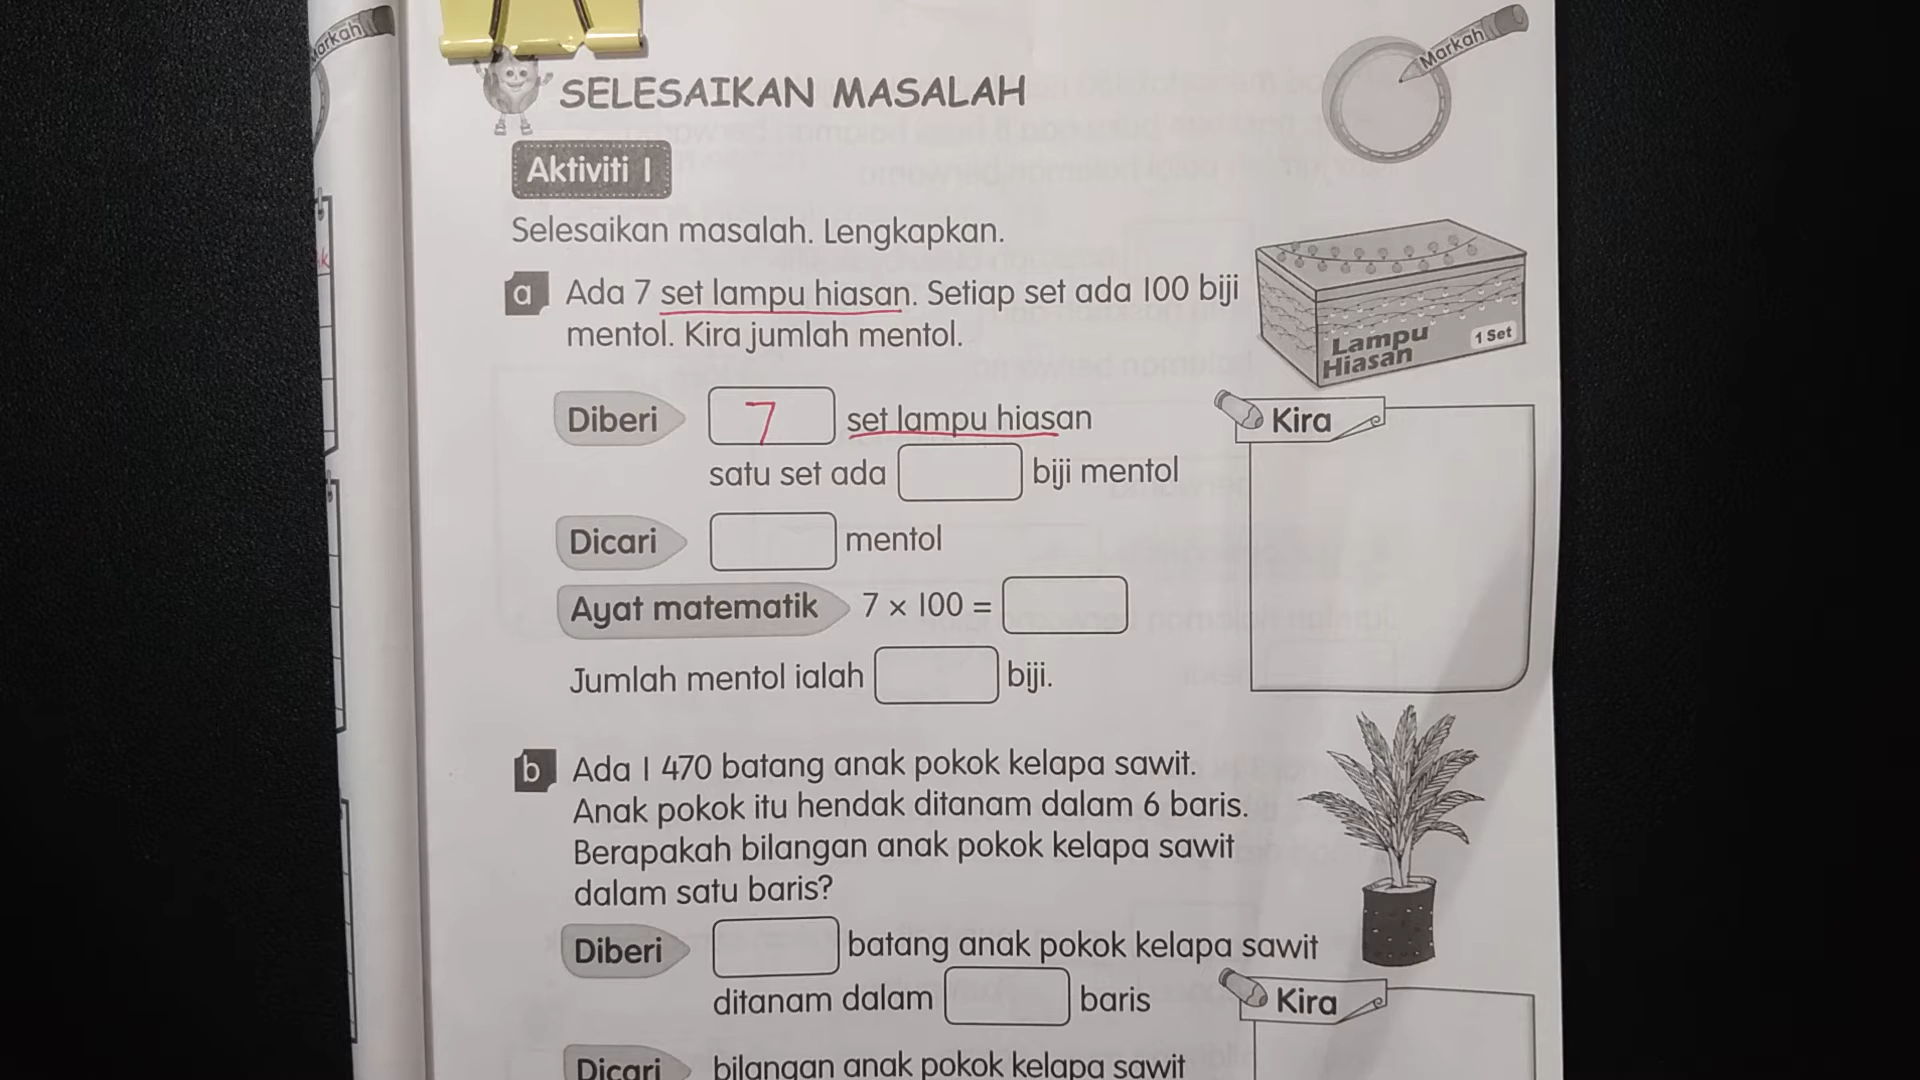 arkah
Markah
SELESAIKAN MASALAH
Aktiviti 1
Selesaikan masalah. Lengkapkan.
a Ada 7 set lampu hiasan. Setiap set ada 100 biji
mentol. Kira jumlah mentol.
Lampu
Hiasan
1 Set
Diberi 7 set lampu hiasan
satu set ada biji mentol
Dicari mentol
Ayat matematik 7 × 100 =
Jumlah mentol ialah biji.
Kira
b Ada 1 470 batang anak pokok kelapa sawit.
Anak pokok itu hendak ditanam dalam 6 baris.
Berapakah bilangan anak pokok kelapa sawit
dalam satu baris?
Diberi batang anak pokok kelapa sawit
ditanam dalam baris
Kira
Dicari bilangan anak pokok kelapa sawit